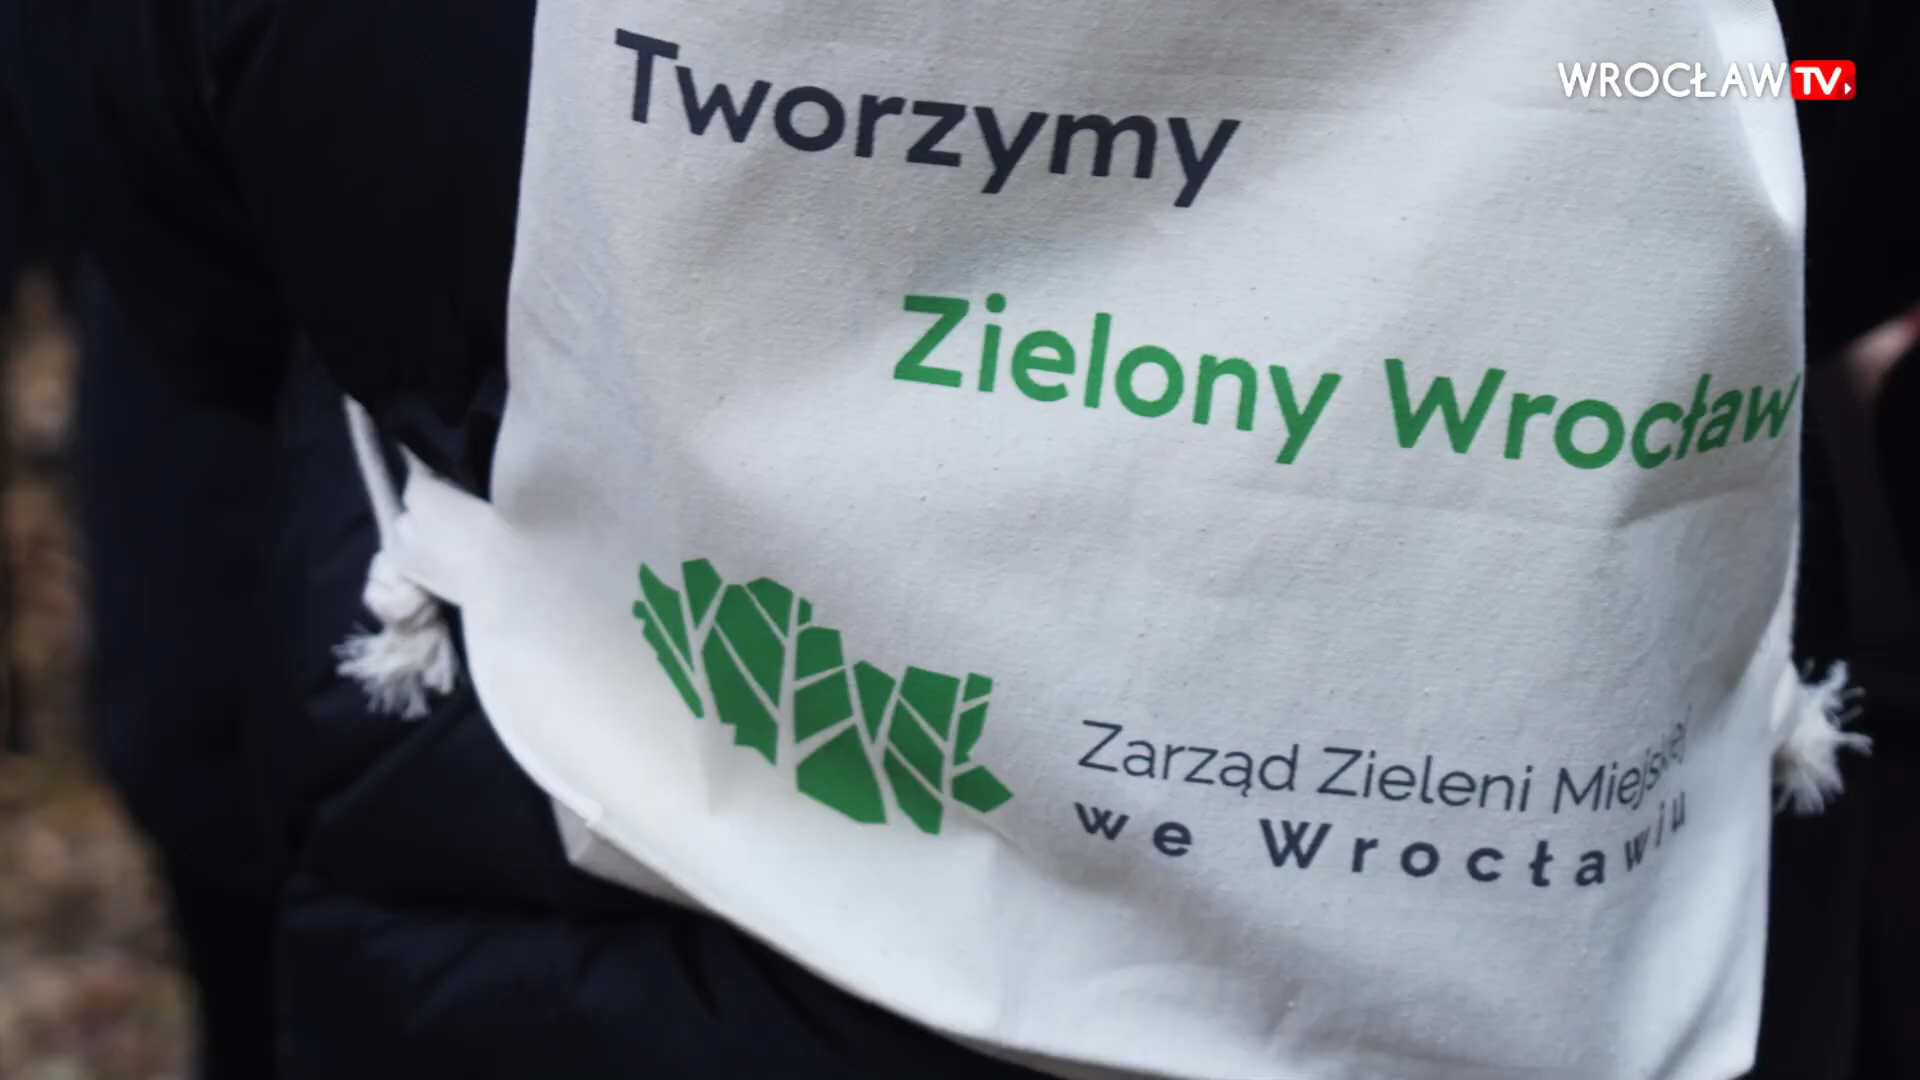 WROCŁAW TV
Tworzymy
Zielony Wrocław
Zarząd Zieleni Miejskiej
we Wrocławiu